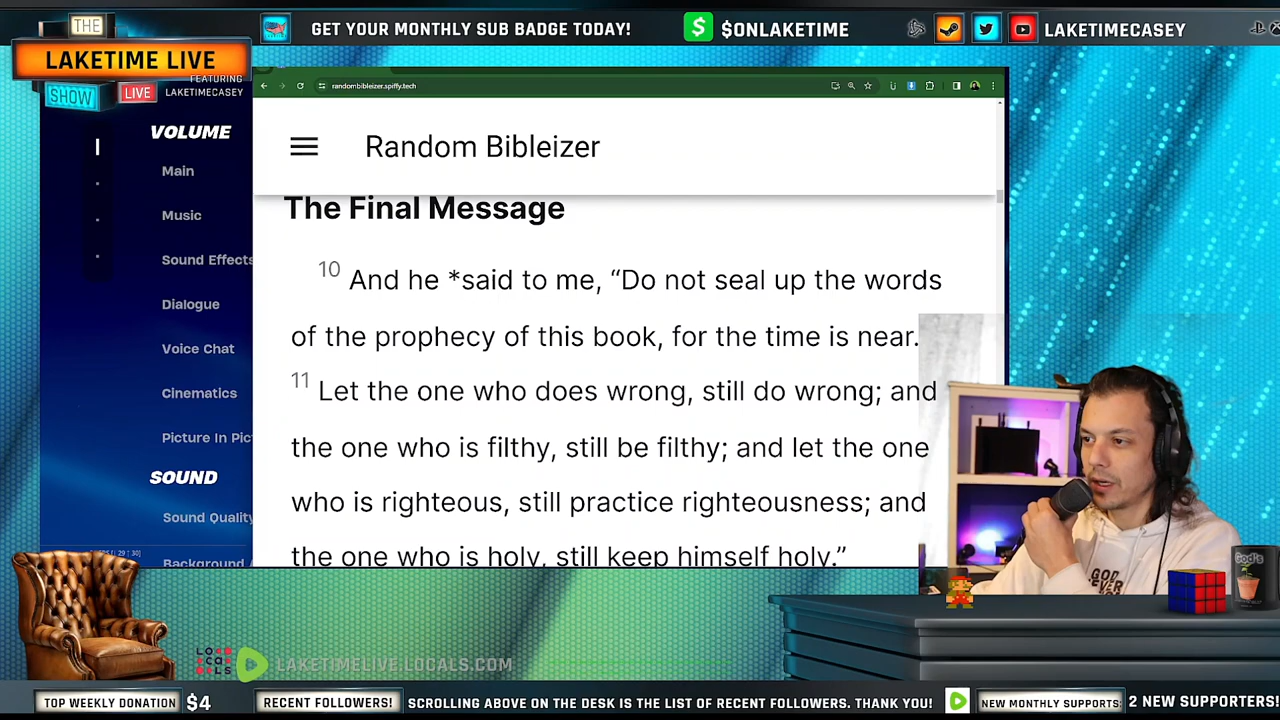 THE
LAKETIME LIVE
FEATURING
LAKETIMECASEY
SHOW
LIVE
GET YOUR MONTHLY SUB BADGE TODAY!
$ONLAKETIME
LAKETIMECASEY
VOLUME
Main
Music
Sound Effects
Dialogue
Voice Chat
Cinematics
Picture In Pic
SOUND
Sound Quality
Background
randombibleizer.spiffy.tech
Random Bibleizer
The Final Message
10 And he *said to me, “Do not seal up the words
of the prophecy of this book, for the time is near.
11 Let the one who does wrong, still do wrong; and
the one who is filthy, still be filthy; and let the one
who is righteous, still practice righteousness; and
the one who is holy, still keep himself holy.”
GOD
God's
LOCALS
LAKETIMELIVE.LOCALS.COM
TOP WEEKLY DONATION
$4
RECENT FOLLOWERS!
SCROLLING ABOVE ON THE DESK IS THE LIST OF RECENT FOLLOWERS. THANK YOU!
NEW MONTHLY SUPPORTS
2 NEW SUPPORTERS!